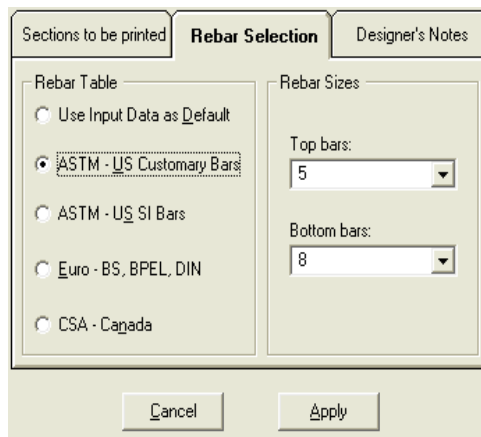 Sections to be printed Rebar Selection Designer's Notes
Rebar Table
Use Input Data as Default
ASTM - US Customary Bars
ASTM - US SI Bars
Euro - BS, BPEL, DIN
CSA - Canada
Rebar Sizes
Top bars:
5
Bottom bars:
8
Cancel Apply